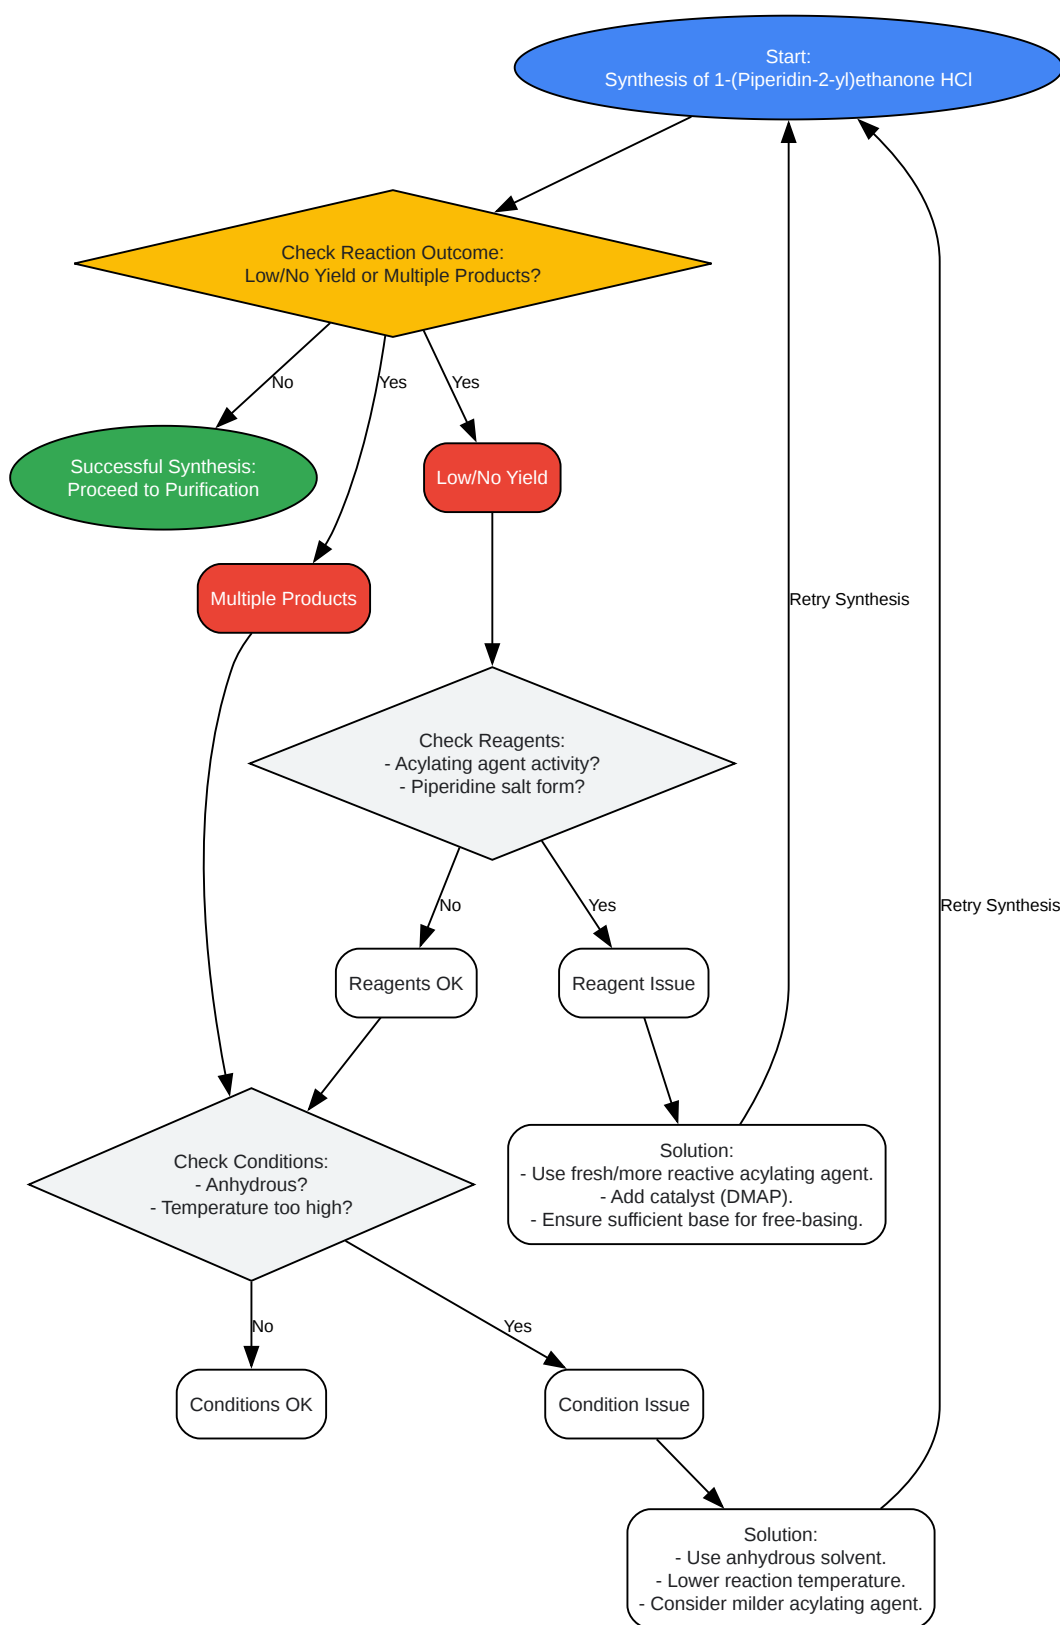 Start:
Synthesis of 1-(Piperidin-2-yl)ethanone HCl
Check Reaction Outcome:
Low/No Yield or Multiple Products?
No
Yes
Yes
Successful Synthesis:
Proceed to Purification
Low/No Yield
Multiple Products
Retry Synthesis
Check Reagents:
- Acylating agent activity?
- Piperidine salt form?
No
Yes
Retry Synthesis
Reagents OK
Reagent Issue
Check Conditions:
- Anhydrous?
- Temperature too high?
Solution:
- Use fresh/more reactive acylating agent.
- Add catalyst (DMAP).
- Ensure sufficient base for free-basing.
No
Yes
Conditions OK
Condition Issue
Solution:
- Use anhydrous solvent.
- Lower reaction temperature.
- Consider milder acylating agent.